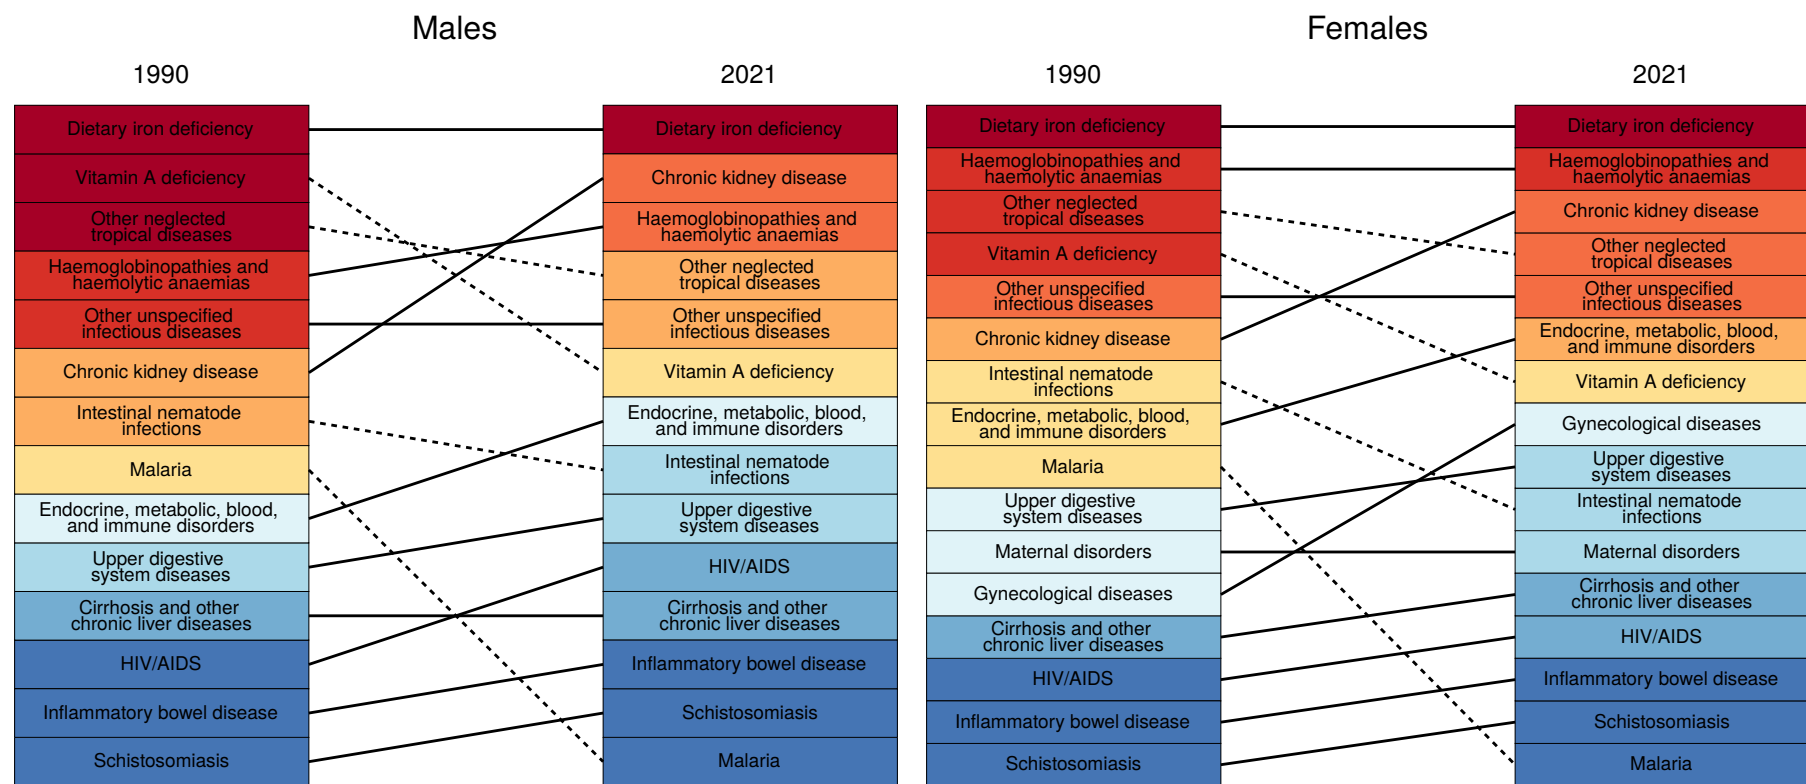 Males
1990
2021
Dietary iron deficiency
Vitamin A deficiency
Other neglected
tropical diseases
Haemoglobinopathies and
haemolytic anaemias
Other unspecified
infectious diseases
Chronic kidney disease
Intestinal nematode
infections
Malaria
Endocrine, metabolic, blood,
and immune disorders
Upper digestive
system diseases
Cirrhosis and other
chronic liver diseases
HIV/AIDS
Inflammatory bowel disease
Schistosomiasis
Dietary iron deficiency
Chronic kidney disease
Haemoglobinopathies and
haemolytic anaemias
Other neglected
tropical diseases
Other unspecified
infectious diseases
Vitamin A deficiency
Endocrine, metabolic, blood,
and immune disorders
Intestinal nematode
infections
Upper digestive
system diseases
HIV/AIDS
Cirrhosis and other
chronic liver diseases
Inflammatory bowel disease
Schistosomiasis
Malaria
Females
1990
2021
Dietary iron deficiency
Haemoglobinopathies and
haemolytic anaemias
Other neglected
tropical diseases
Vitamin A deficiency
Other unspecified
infectious diseases
Chronic kidney disease
Intestinal nematode
infections
Endocrine, metabolic, blood,
and immune disorders
Malaria
Upper digestive
system diseases
Maternal disorders
Gynecological diseases
Cirrhosis and other
chronic liver diseases
HIV/AIDS
Inflammatory bowel disease
Schistosomiasis
Dietary iron deficiency
Haemoglobinopathies and
haemolytic anaemias
Chronic kidney disease
Other neglected
tropical diseases
Other unspecified
infectious diseases
Endocrine, metabolic, blood,
and immune disorders
Vitamin A deficiency
Gynecological diseases
Upper digestive
system diseases
Intestinal nematode
infections
Maternal disorders
Cirrhosis and other
chronic liver diseases
HIV/AIDS
Inflammatory bowel disease
Schistosomiasis
Malaria